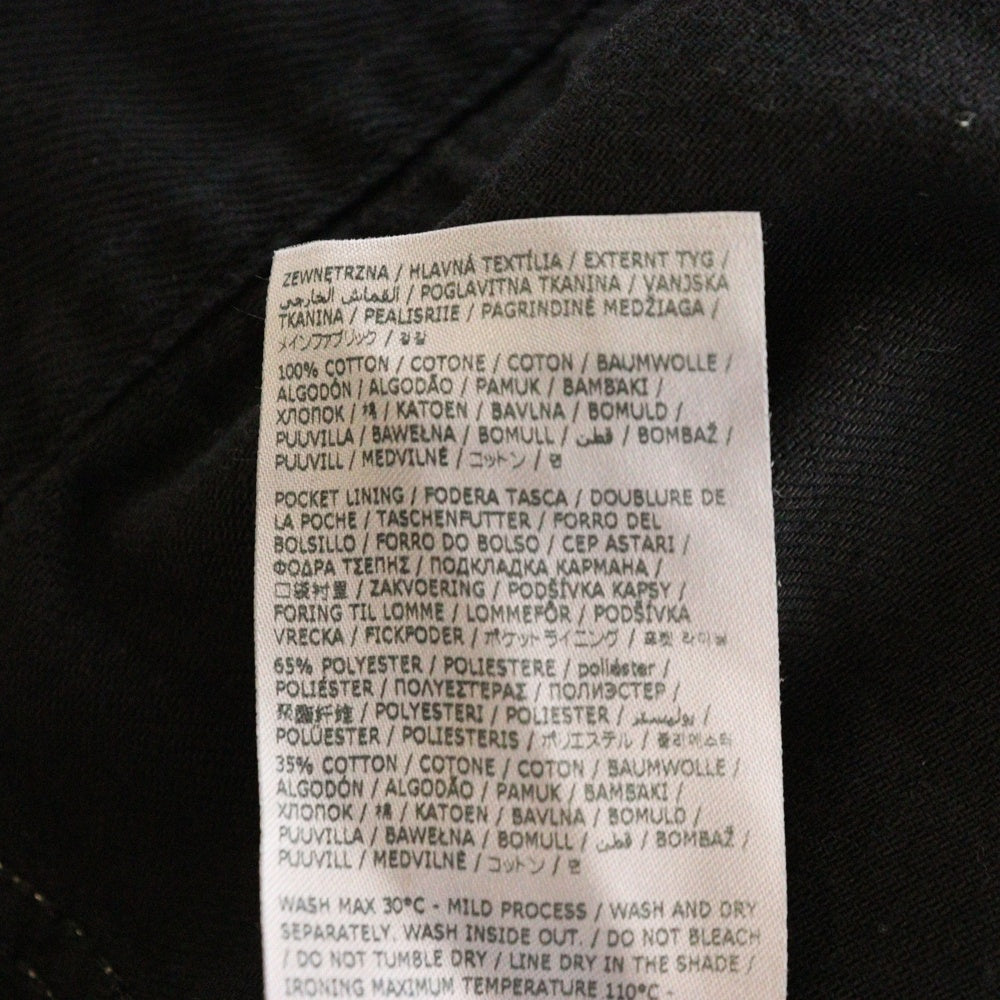 ZEWNĘTRZNA / HLAVNÁ TEXTÍLIA / EXTERNT TYG /
القماش الخارجي / POGLAVITNA TKANINA / VANJSKA
TKANINA / PEALISRIIE / PAGRINDINĖ MEDŽIAGA /
メインファブリック / 겉감
100% COTTON / COTONE / COTON / BAUMWOLLE /
ALGODÓN / ALGODÃO / PAMUK / BAMBAKI /
ХЛОПОК / 棉 / KATOEN / BAVLNA / BOMULD /
PUUVILLA / BAWEŁNA / BOMULL / قطن / BOMBAŽ /
PUUVILL / MEDVILNĖ / コットン / 면
POCKET LINING / FODERA TASCA / DOUBLURE DE
LA POCHE / TASCHENFUTTER / FORRO DEL
BOLSILLO / FORRO DO BOLSO / CEP ASTARI /
ΦΟΔΡΑ ΤΣΕΠΗΣ / ПОДКЛАДКА КАРМАНА /
口袋衬里 / ZAKVOERING / PODŠÍVKA KAPSY /
FORING TIL LOMME / LOMMEFÔR / PODŠÍVKA
VRECKA / FICKFODER / ポケットライニング / 포켓 라이닝
65% POLYESTER / POLIESTERE / poliéster /
POLIÉSTER / ΠΟΛΥΕΣΤΕΡΑΣ / ПОЛИЭСТЕР /
聚酯纤维 / POLYESTERI / POLIESTER / بوليستر /
POLÜESTER / POLIESTERIS / ポリエステル / 폴리에스터
35% COTTON / COTONE / COTON / BAUMWOLLE /
ALGODÓN / ALGODÃO / PAMUK / BAMBAKI /
ХЛОПОК / 棉 / KATOEN / BAVLNA / BOMULD /
PUUVILLA / BAWEŁNA / BOMULL / قطن / BOMBAŽ /
PUUVILL / MEDVILNĖ / コットン / 면
WASH MAX 30°C - MILD PROCESS / WASH AND DRY
SEPARATELY. WASH INSIDE OUT. / DO NOT BLEACH
/ DO NOT TUMBLE DRY / LINE DRY IN THE SHADE /
IRONING MAXIMUM TEMPERATURE 110°C -